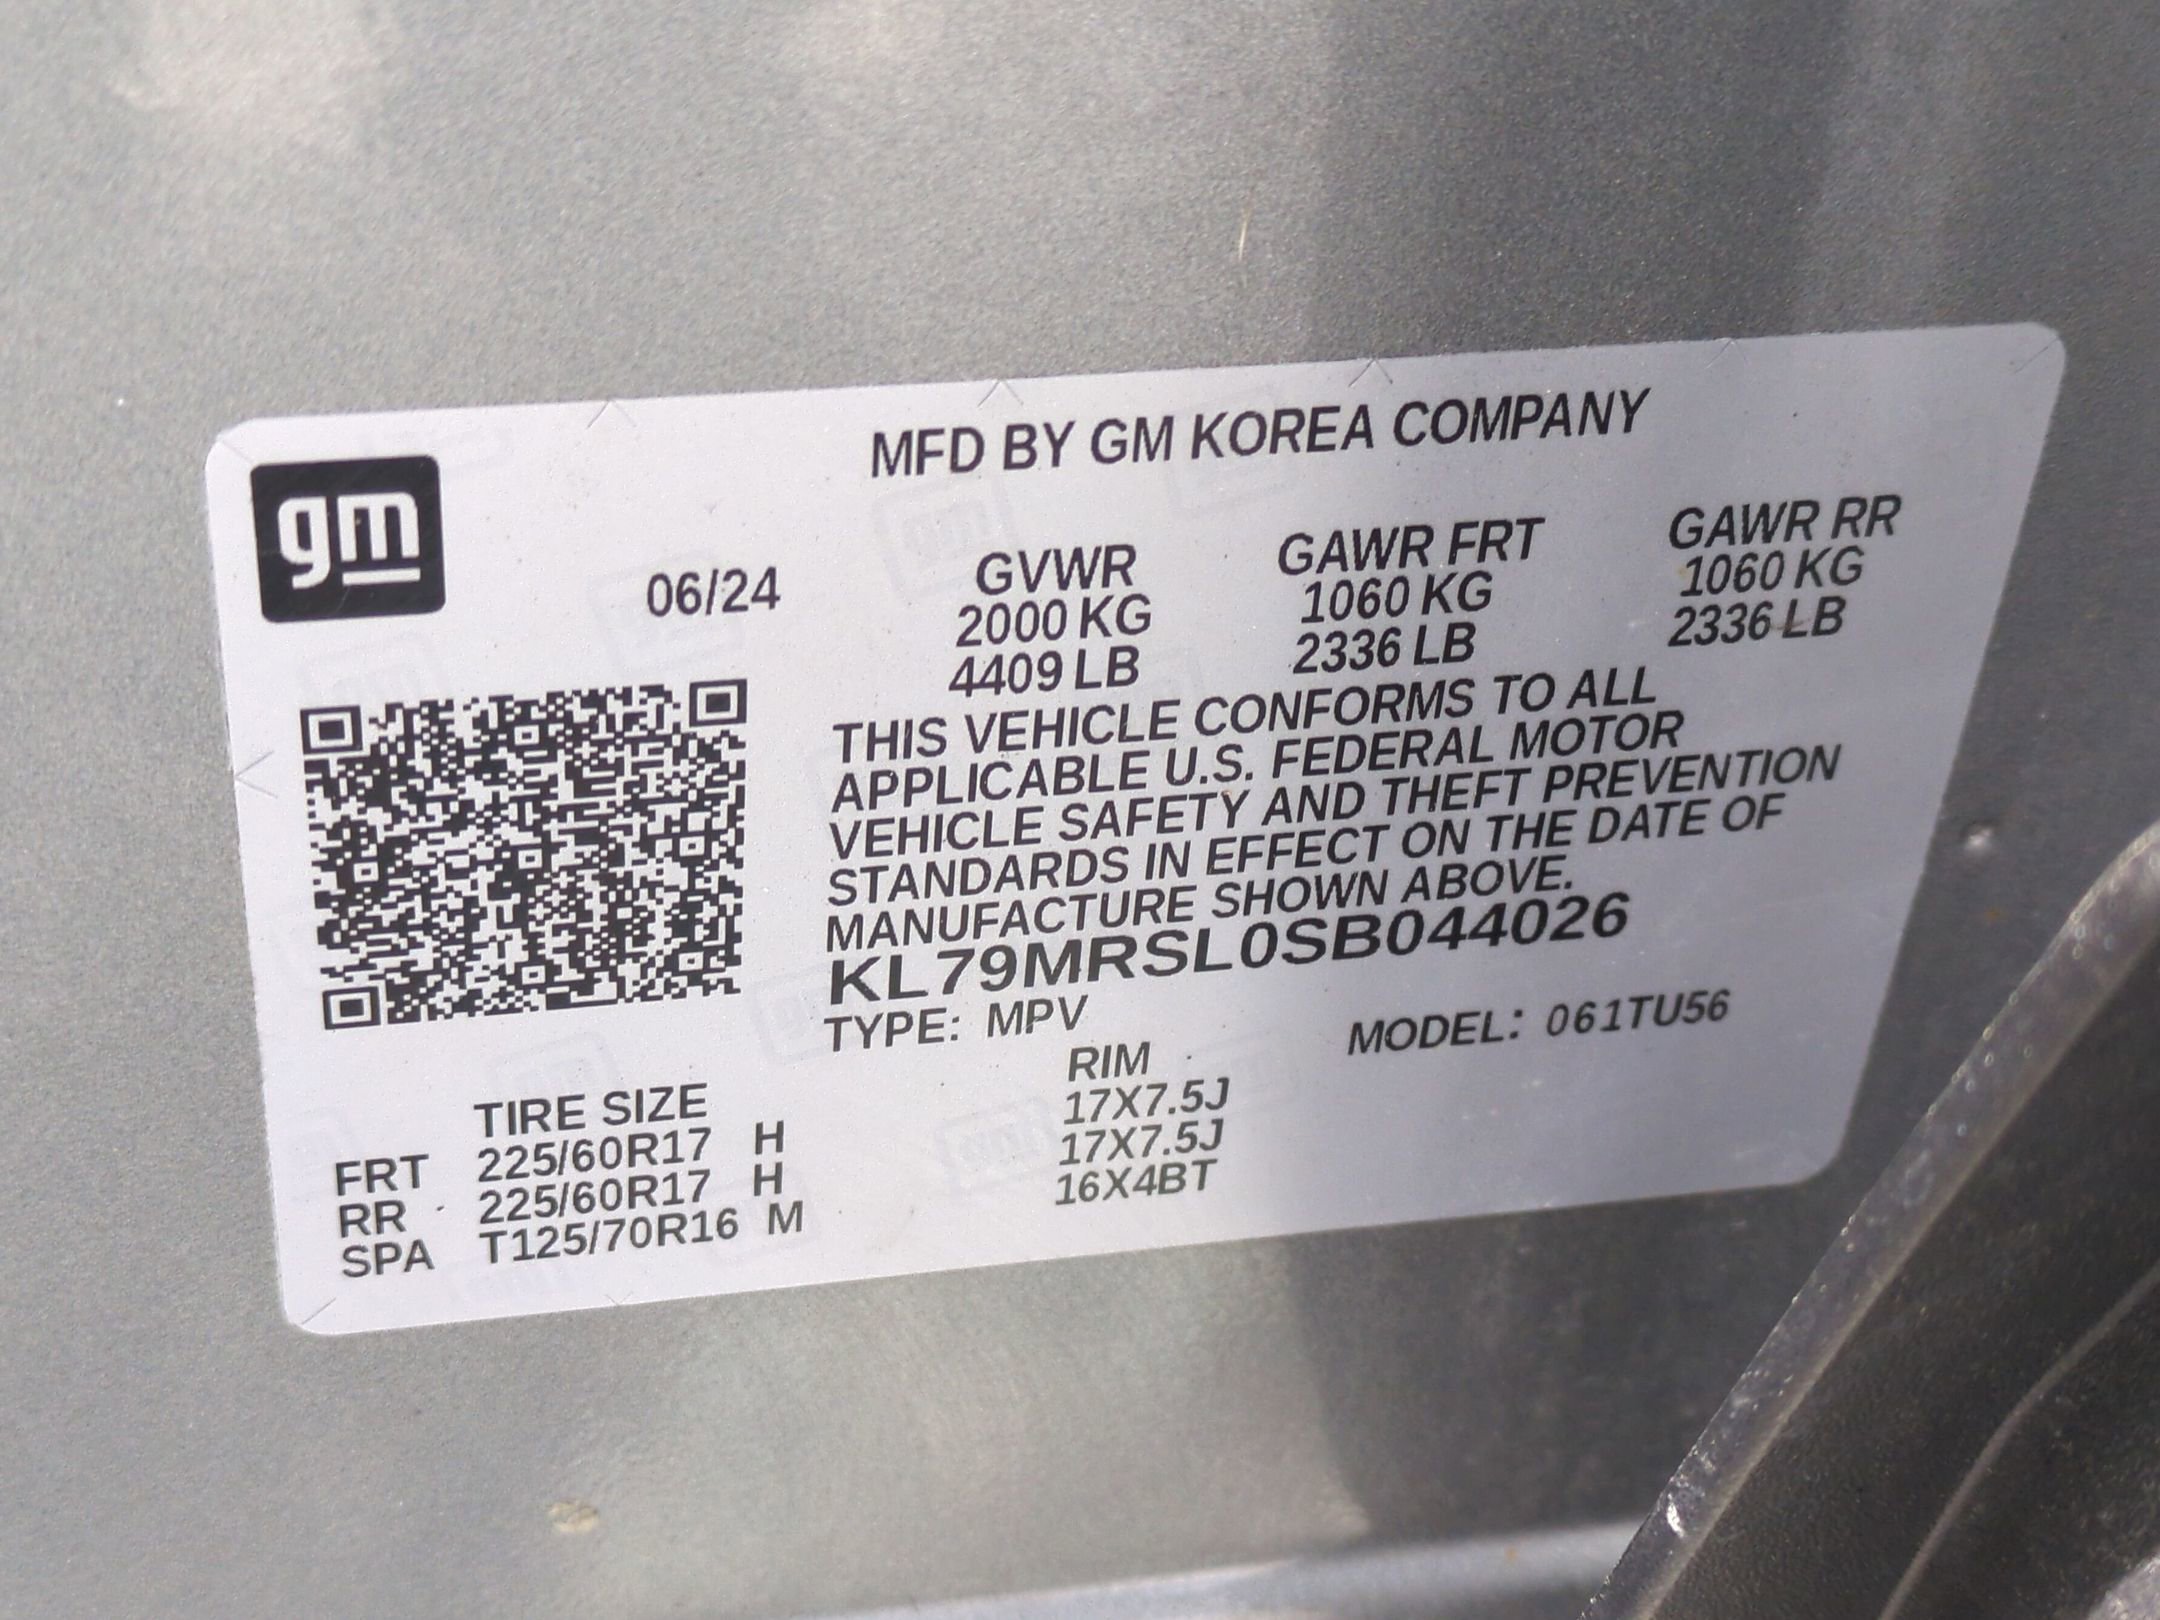 gm
MFD BY GM KOREA COMPANY
06/24
GVWR GAWR FRT GAWR RR
2000 KG 1060 KG 1060 KG
4409 LB 2336 LB 2336 LB
THIS VEHICLE CONFORMS TO ALL
APPLICABLE U.S. FEDERAL MOTOR
VEHICLE SAFETY AND THEFT PREVENTION
STANDARDS IN EFFECT ON THE DATE OF
MANUFACTURE SHOWN ABOVE.
KL79MRSL0SB044026
TYPE: MPV MODEL: 061TU56
TIRE SIZE RIM
FRT 225/60R17 H 17X7.5J
RR 225/60R17 H 17X7.5J
SPA T125/70R16 M 16X4BT